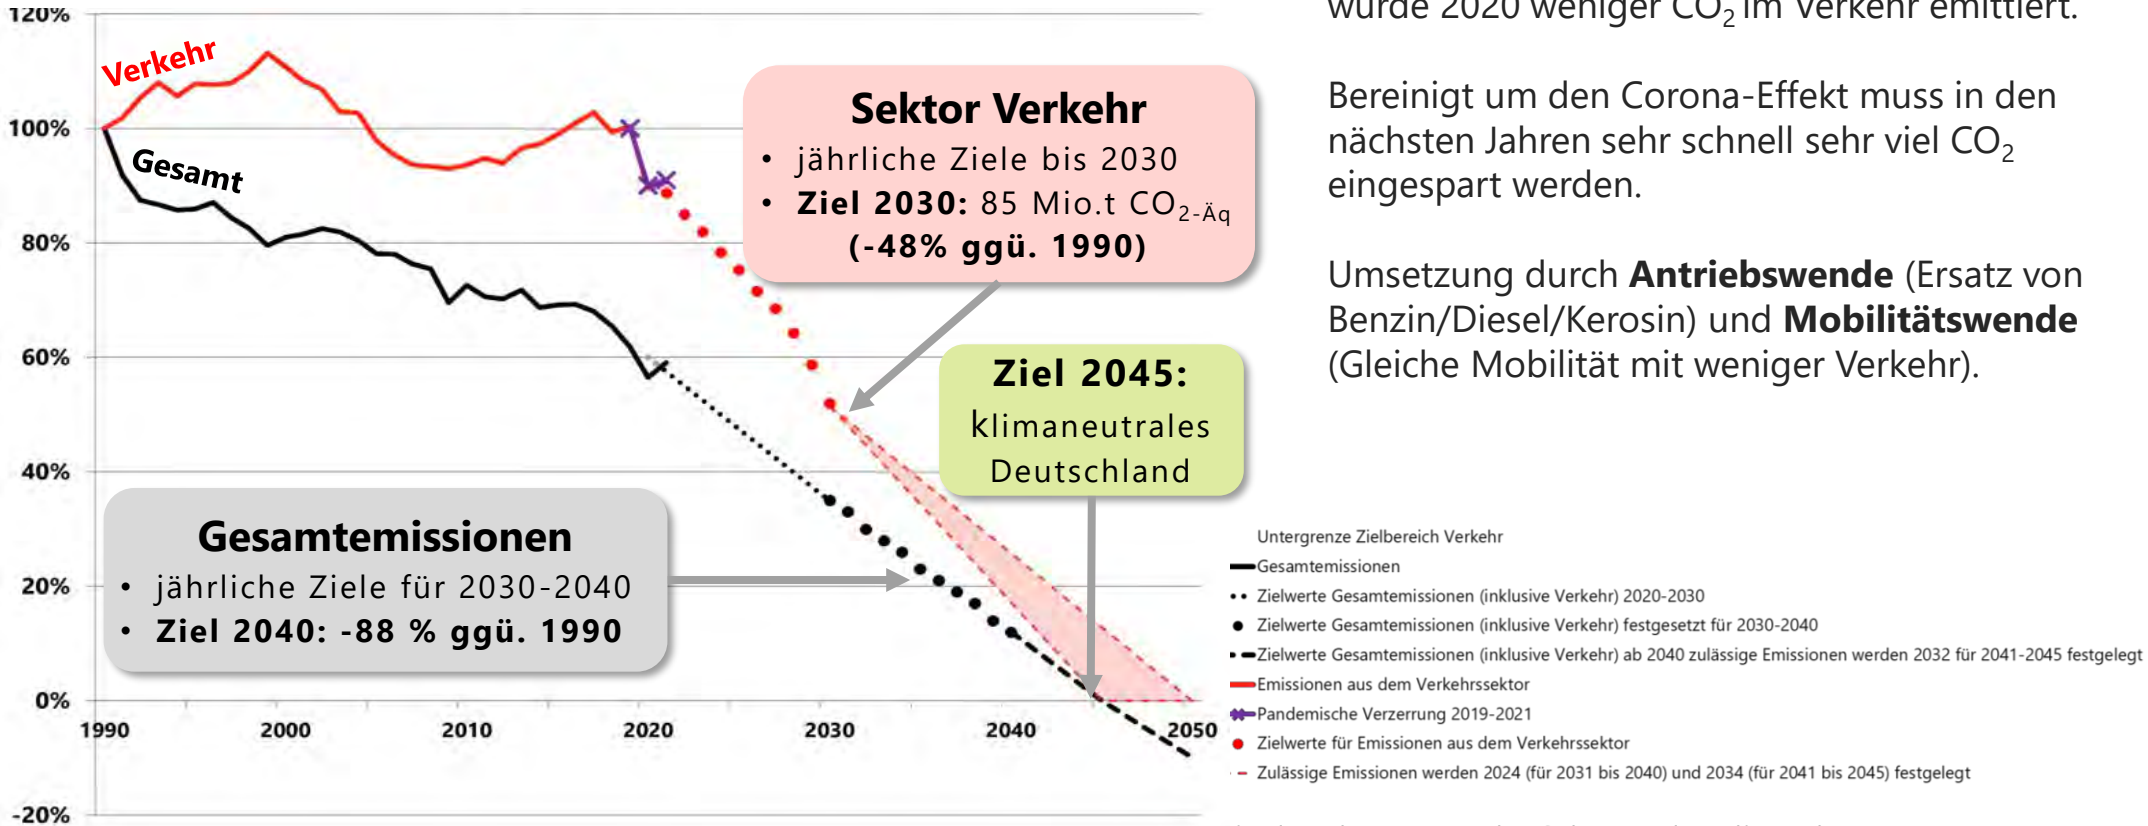 120%
100%
80%
60%
40%
20%
0%
-20%
1990
2000
2010
2020
2030
2040
2050
Verkehr
Gesamt
Sektor Verkehr
• jährliche Ziele bis 2030
• Ziel 2030: 85 Mio.t CO2-Äq
(-48% ggü. 1990)
Ziel 2045:
klimaneutrales
Deutschland
Gesamtemissionen
• jährliche Ziele für 2030-2040
• Ziel 2040: -88 % ggü. 1990
wurde 2020 weniger CO2 im Verkehr emittiert.
Bereinigt um den Corona-Effekt muss in den
nächsten Jahren sehr schnell sehr viel CO2
eingespart werden.
Umsetzung durch Antriebswende (Ersatz von
Benzin/Diesel/Kerosin) und Mobilitätswende
(Gleiche Mobilität mit weniger Verkehr).
Untergrenze Zielbereich Verkehr
Gesamtemissionen
Zielwerte Gesamtemissionen (inklusive Verkehr) 2020-2030
Zielwerte Gesamtemissionen (inklusive Verkehr) festgesetzt für 2030-2040
Zielwerte Gesamtemissionen (inklusive Verkehr) ab 2040 zulässige Emissionen werden 2032 für 2041-2045 festgelegt
Emissionen aus dem Verkehrssektor
Pandemische Verzerrung 2019-2021
Zielwerte für Emissionen aus dem Verkehrssektor
Zulässige Emissionen werden 2024 (für 2031 bis 2040) und 2034 (für 2041 bis 2045) festgelegt